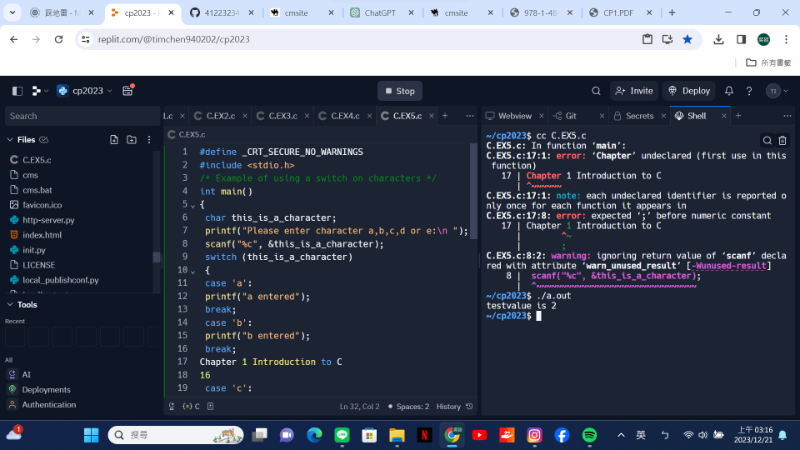 cp2023 -
41223234
cmsite
ChatGPT
cmsite
CP1.PDF
replit.com/@timchen940202/cp2023
所有書籤
cp2023
Stop
Invite
Deploy
Search
Files
C.EX5.c
cms
cms.bat
favicon.ico
http-server.py
index.html
init.py
LICENSE
local_publishconf.py
Tools
Recent
All
AI
Deployments
Authentication
C.EX2.c
C.EX3.c
C.EX4.c
C.EX5.c
C.EX5.c
1 #define _CRT_SECURE_NO_WARNINGS
2 #include <stdio.h>
3 /* Example of using a switch on characters */
4 int main()
5 {
6 char this_is_a_character;
7 printf("Please enter character a,b,c,d or e:\n ");
8 scanf("%c", &this_is_a_character);
9 switch (this_is_a_character)
10 {
11 case 'a':
12 printf("a entered");
13 break;
14 case 'b':
15 printf("b entered");
16 break;
17 Chapter 1 Introduction to C
18 16
19 case 'c':
C
Ln 32, Col 2
Spaces: 2
History
Webview
Git
Secrets
Shell
~/cp2023$ cc C.EX5.c
C.EX5.c: In function ‘main’:
C.EX5.c:17:1: error: ‘Chapter’ undeclared (first use in this
function)
17 | Chapter 1 Introduction to C
| ^~~~~~~
C.EX5.c:17:1: note: each undeclared identifier is reported o
nly once for each function it appears in
C.EX5.c:17:8: error: expected ‘;’ before numeric constant
17 | Chapter 1 Introduction to C
| ^~
| ;
C.EX5.c:8:2: warning: ignoring return value of ‘scanf’ decla
red with attribute ‘warn_unused_result’ [-Wunused-result]
8 | scanf("%c", &this_is_a_character);
| ^~~~~~~~~~~~~~~~~~~~~~~~~~~~~~~~~
~/cp2023$ ./a.out
testvalue is 2
~/cp2023$
搜尋
英
上午 03:16
2023/12/21